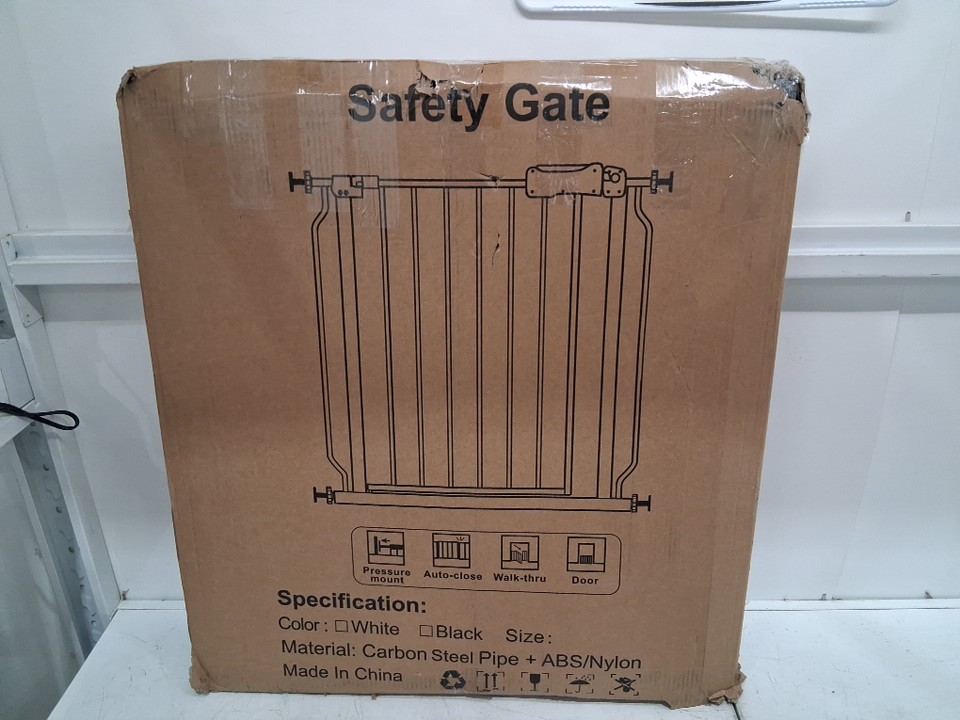 Safety Gate
Pressure mount
Auto-close
Walk-thru
Door
Specification:
Color: □White □Black Size:
Material: Carbon Steel Pipe + ABS/Nylon
Made In China